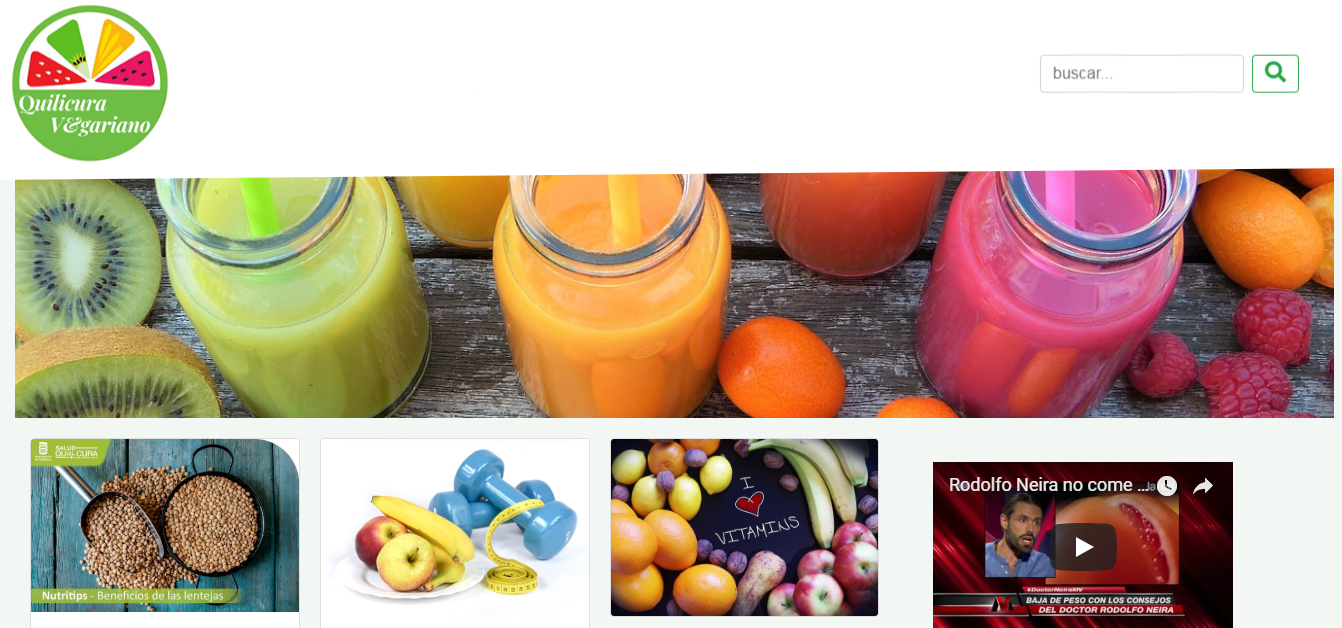 Quilicura
V&gariano
buscar...
SALUD
QUILICURA
Nutritips - Beneficios de las lentejas
I
VITAMINS
Rodolfo Neira no come ...
#DoctorNeiraMV
BAJA DE PESO CON LOS CONSEJOS
DEL DOCTOR RODOLFO NEIRA